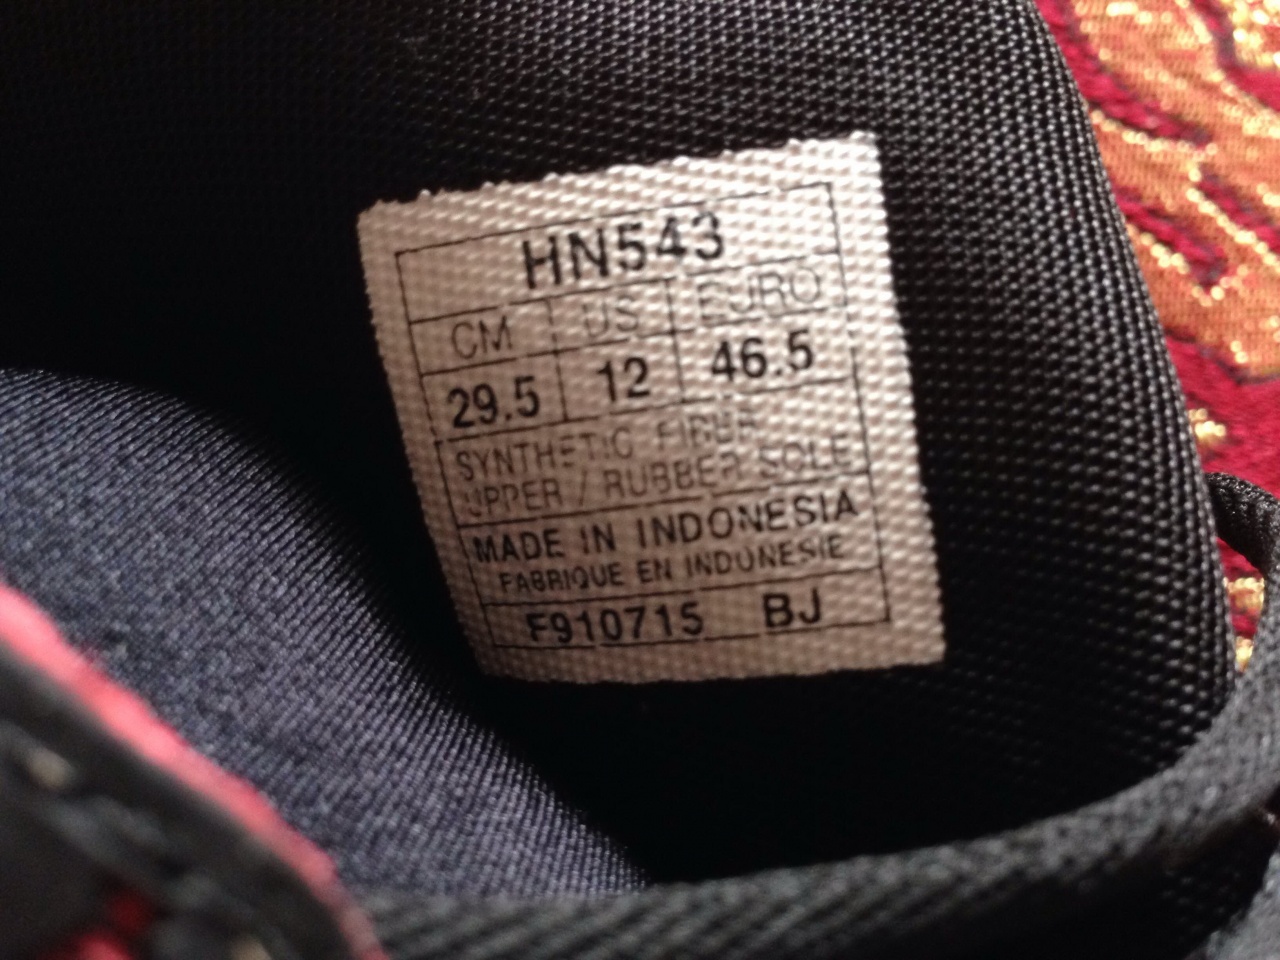 HN543
CM US EURO
29.5 12 46.5
SYNTHETIC FIBER
UPPER / RUBBER SOLE
MADE IN INDONESIA
FABRIQUE EN INDONESIE
F910715 BJ